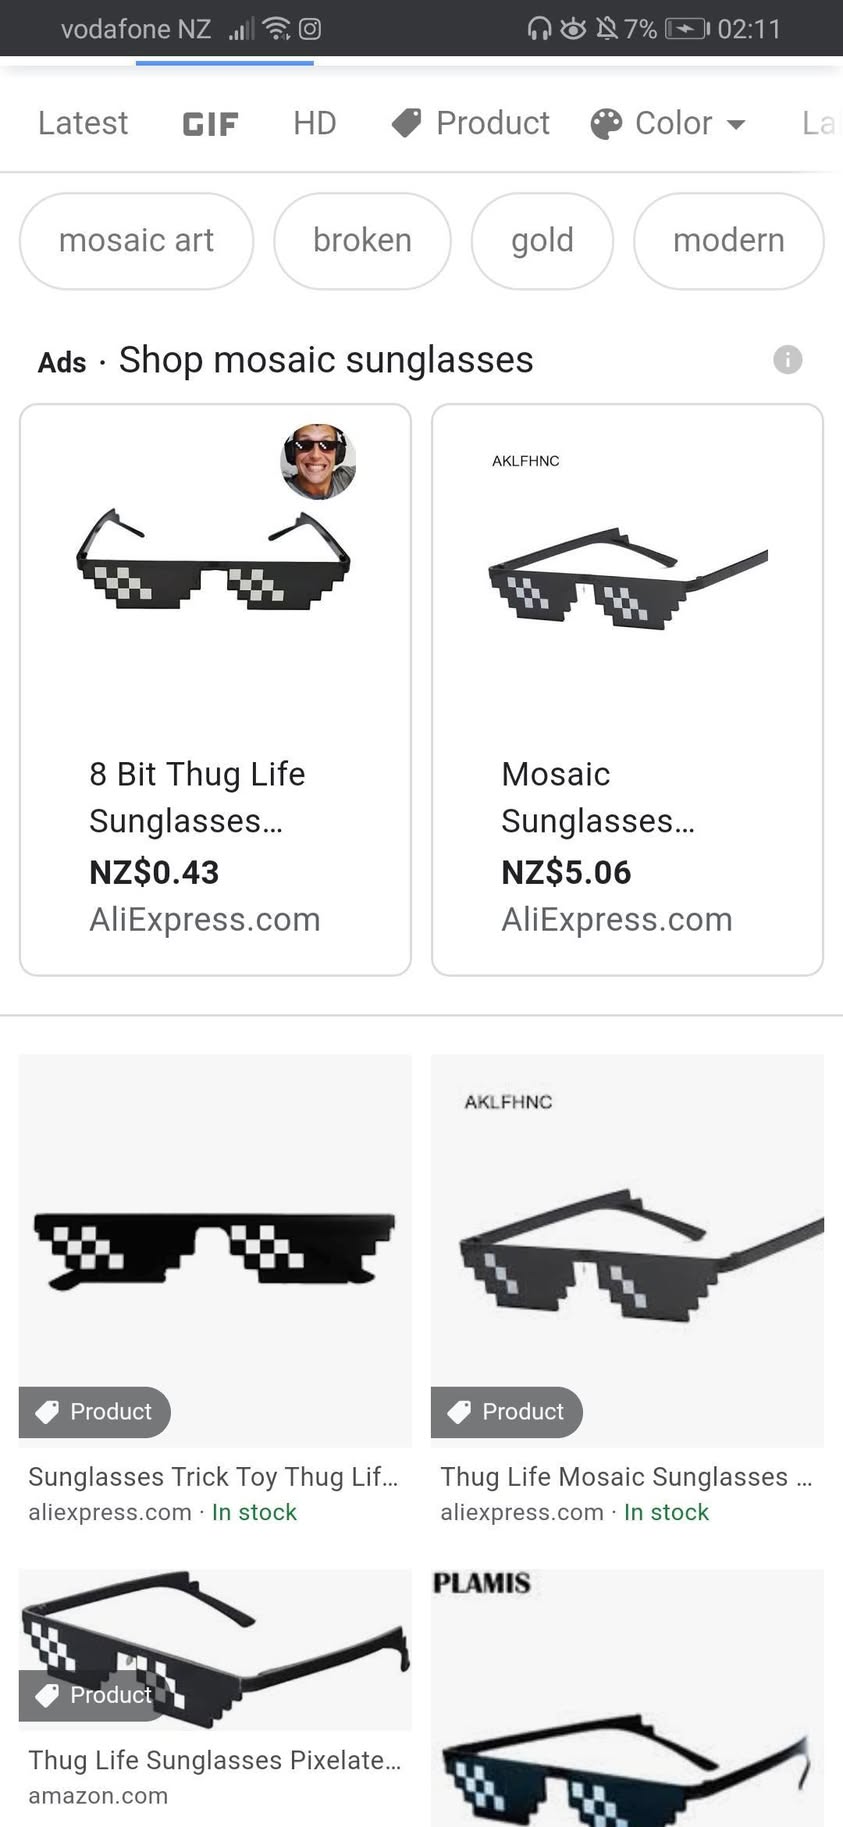 vodafone NZ 7% 02:11
Latest GIF HD Product Color
mosaic art broken gold modern
Ads · Shop mosaic sunglasses
AKLFHNC
8 Bit Thug Life
Sunglasses...
NZ$0.43
AliExpress.com
Mosaic
Sunglasses...
NZ$5.06
AliExpress.com
AKLFHNC
Product
Product
Sunglasses Trick Toy Thug Lif...
aliexpress.com · In stock
Thug Life Mosaic Sunglasses ...
aliexpress.com · In stock
PLAMIS
Product
Thug Life Sunglasses Pixelate...
amazon.com